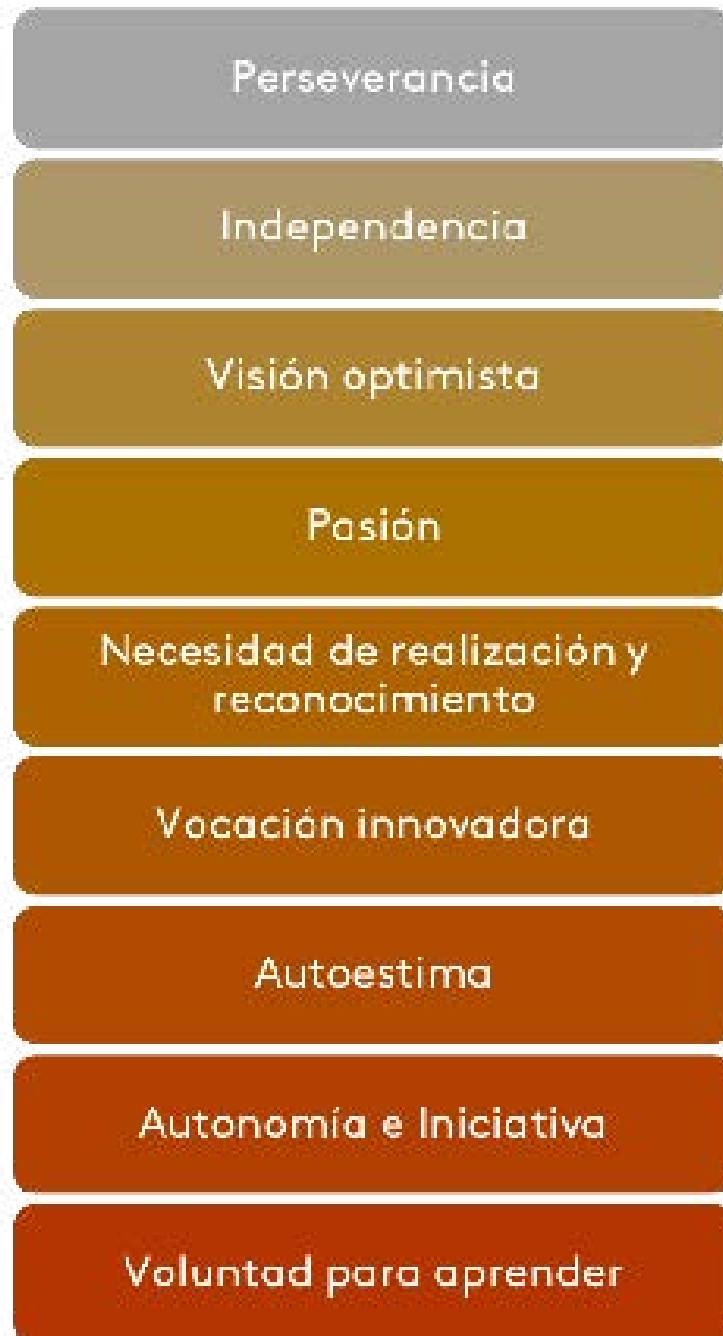 Perseverancia
Independencia
Visión optimista
Pasión
Necesidad de realización y
reconocimiento
Vocación innovadora
Autoestima
Autonomía e Iniciativa
Voluntad para aprender